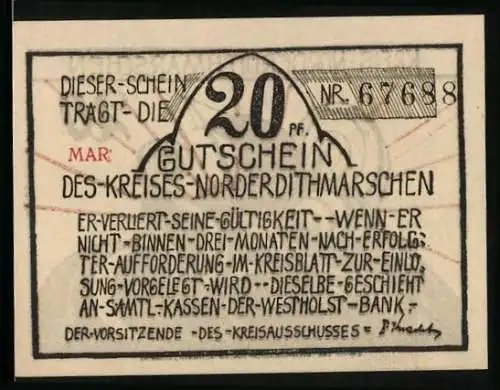 DIESER-SCHEIN
TRAGT-DIE
20 PF.
NR. 67688
MAR:
GUTSCHEIN
DES-KREISES-NORDERDITHMARSCHEN
ER-VERLIERT-SEINE-GÜLTIGKEIT--WENN-ER
NICHT-BINNEN-DREI-MONATEN-NACH-ERFOLG:
TER-AUFFORDERUNG-IM-KREISBLATT-ZUR-EINLÖ,
SUNG-VORGELEGT-WIRD--DIESELBE-GESCHIEHT
AN-SAMTL-KASSEN-DER-WESTHOLST-BANK-
DER-VORSITZENDE-DES-KREISAUSSCHUSSES=